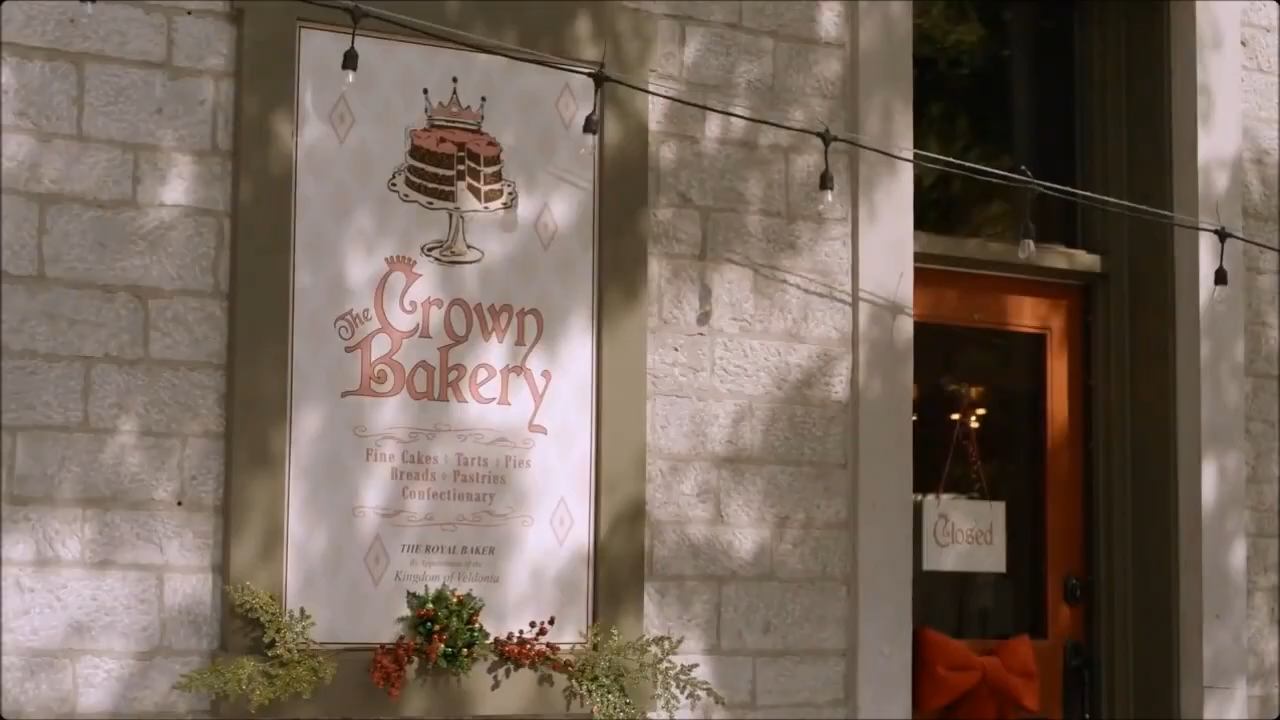 The Crown
Bakery
Fine Cakes ◊ Tarts ◊ Pies
Breads ◊ Pastries
Confectionary
THE ROYAL BAKER
By Appointment of the
Kingdom of Veldonia
Closed